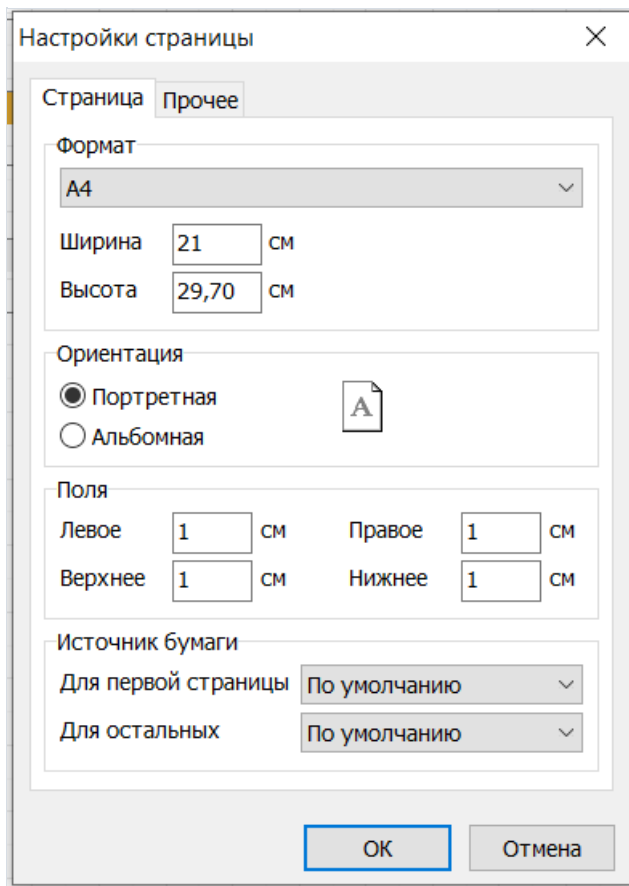 Настройки страницы
Страница Прочее
Формат
A4
Ширина 21 см
Высота 29,70 см
Ориентация
Портретная
A
Альбомная
Поля
Левое 1 см Правое 1 см
Верхнее 1 см Нижнее 1 см
Источник бумаги
Для первой страницы По умолчанию
Для остальных По умолчанию
ОК Отмена